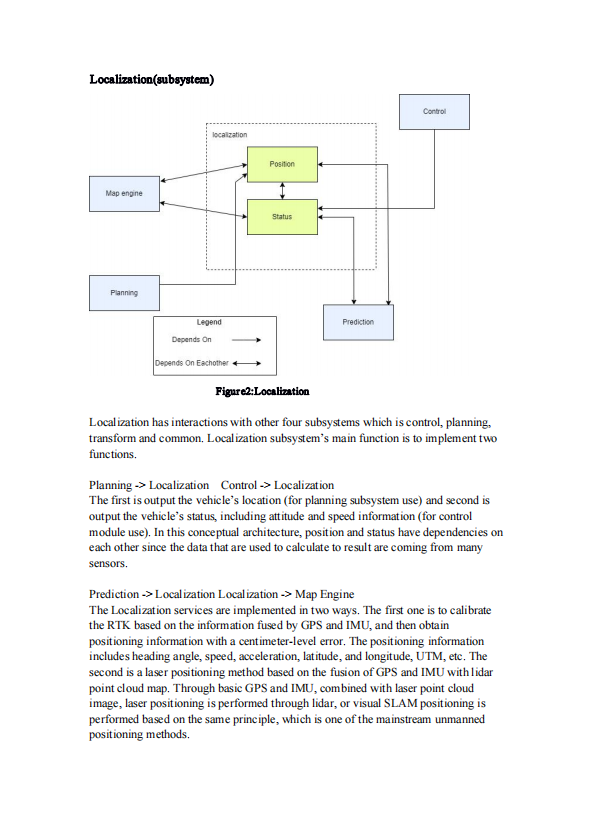 Localization(subsystem)
Control
localization
Position
Map engine
Status
Planning
Prediction
Legend
Depends On
Depends On Eachother
Figure2:Localization
Localization has interactions with other four subsystems which is control, planning,
transform and common. Localization subsystem's main function is to implement two
functions.
Planning -> Localization    Control -> Localization
The first is output the vehicle's location (for planning subsystem use) and second is
output the vehicle's status, including attitude and speed information (for control
module use). In this conceptual architecture, position and status have dependencies on
each other since the data that are used to calculate to result are coming from many
sensors.
Prediction -> Localization Localization -> Map Engine
The Localization services are implemented in two ways. The first one is to calibrate
the RTK based on the information fused by GPS and IMU, and then obtain
positioning information with a centimeter-level error. The positioning information
includes heading angle, speed, acceleration, latitude, and longitude, UTM, etc. The
second is a laser positioning method based on the fusion of GPS and IMU with lidar
point cloud map. Through basic GPS and IMU, combined with laser point cloud
image, laser positioning is performed through lidar, or visual SLAM positioning is
performed based on the same principle, which is one of the mainstream unmanned
positioning methods.